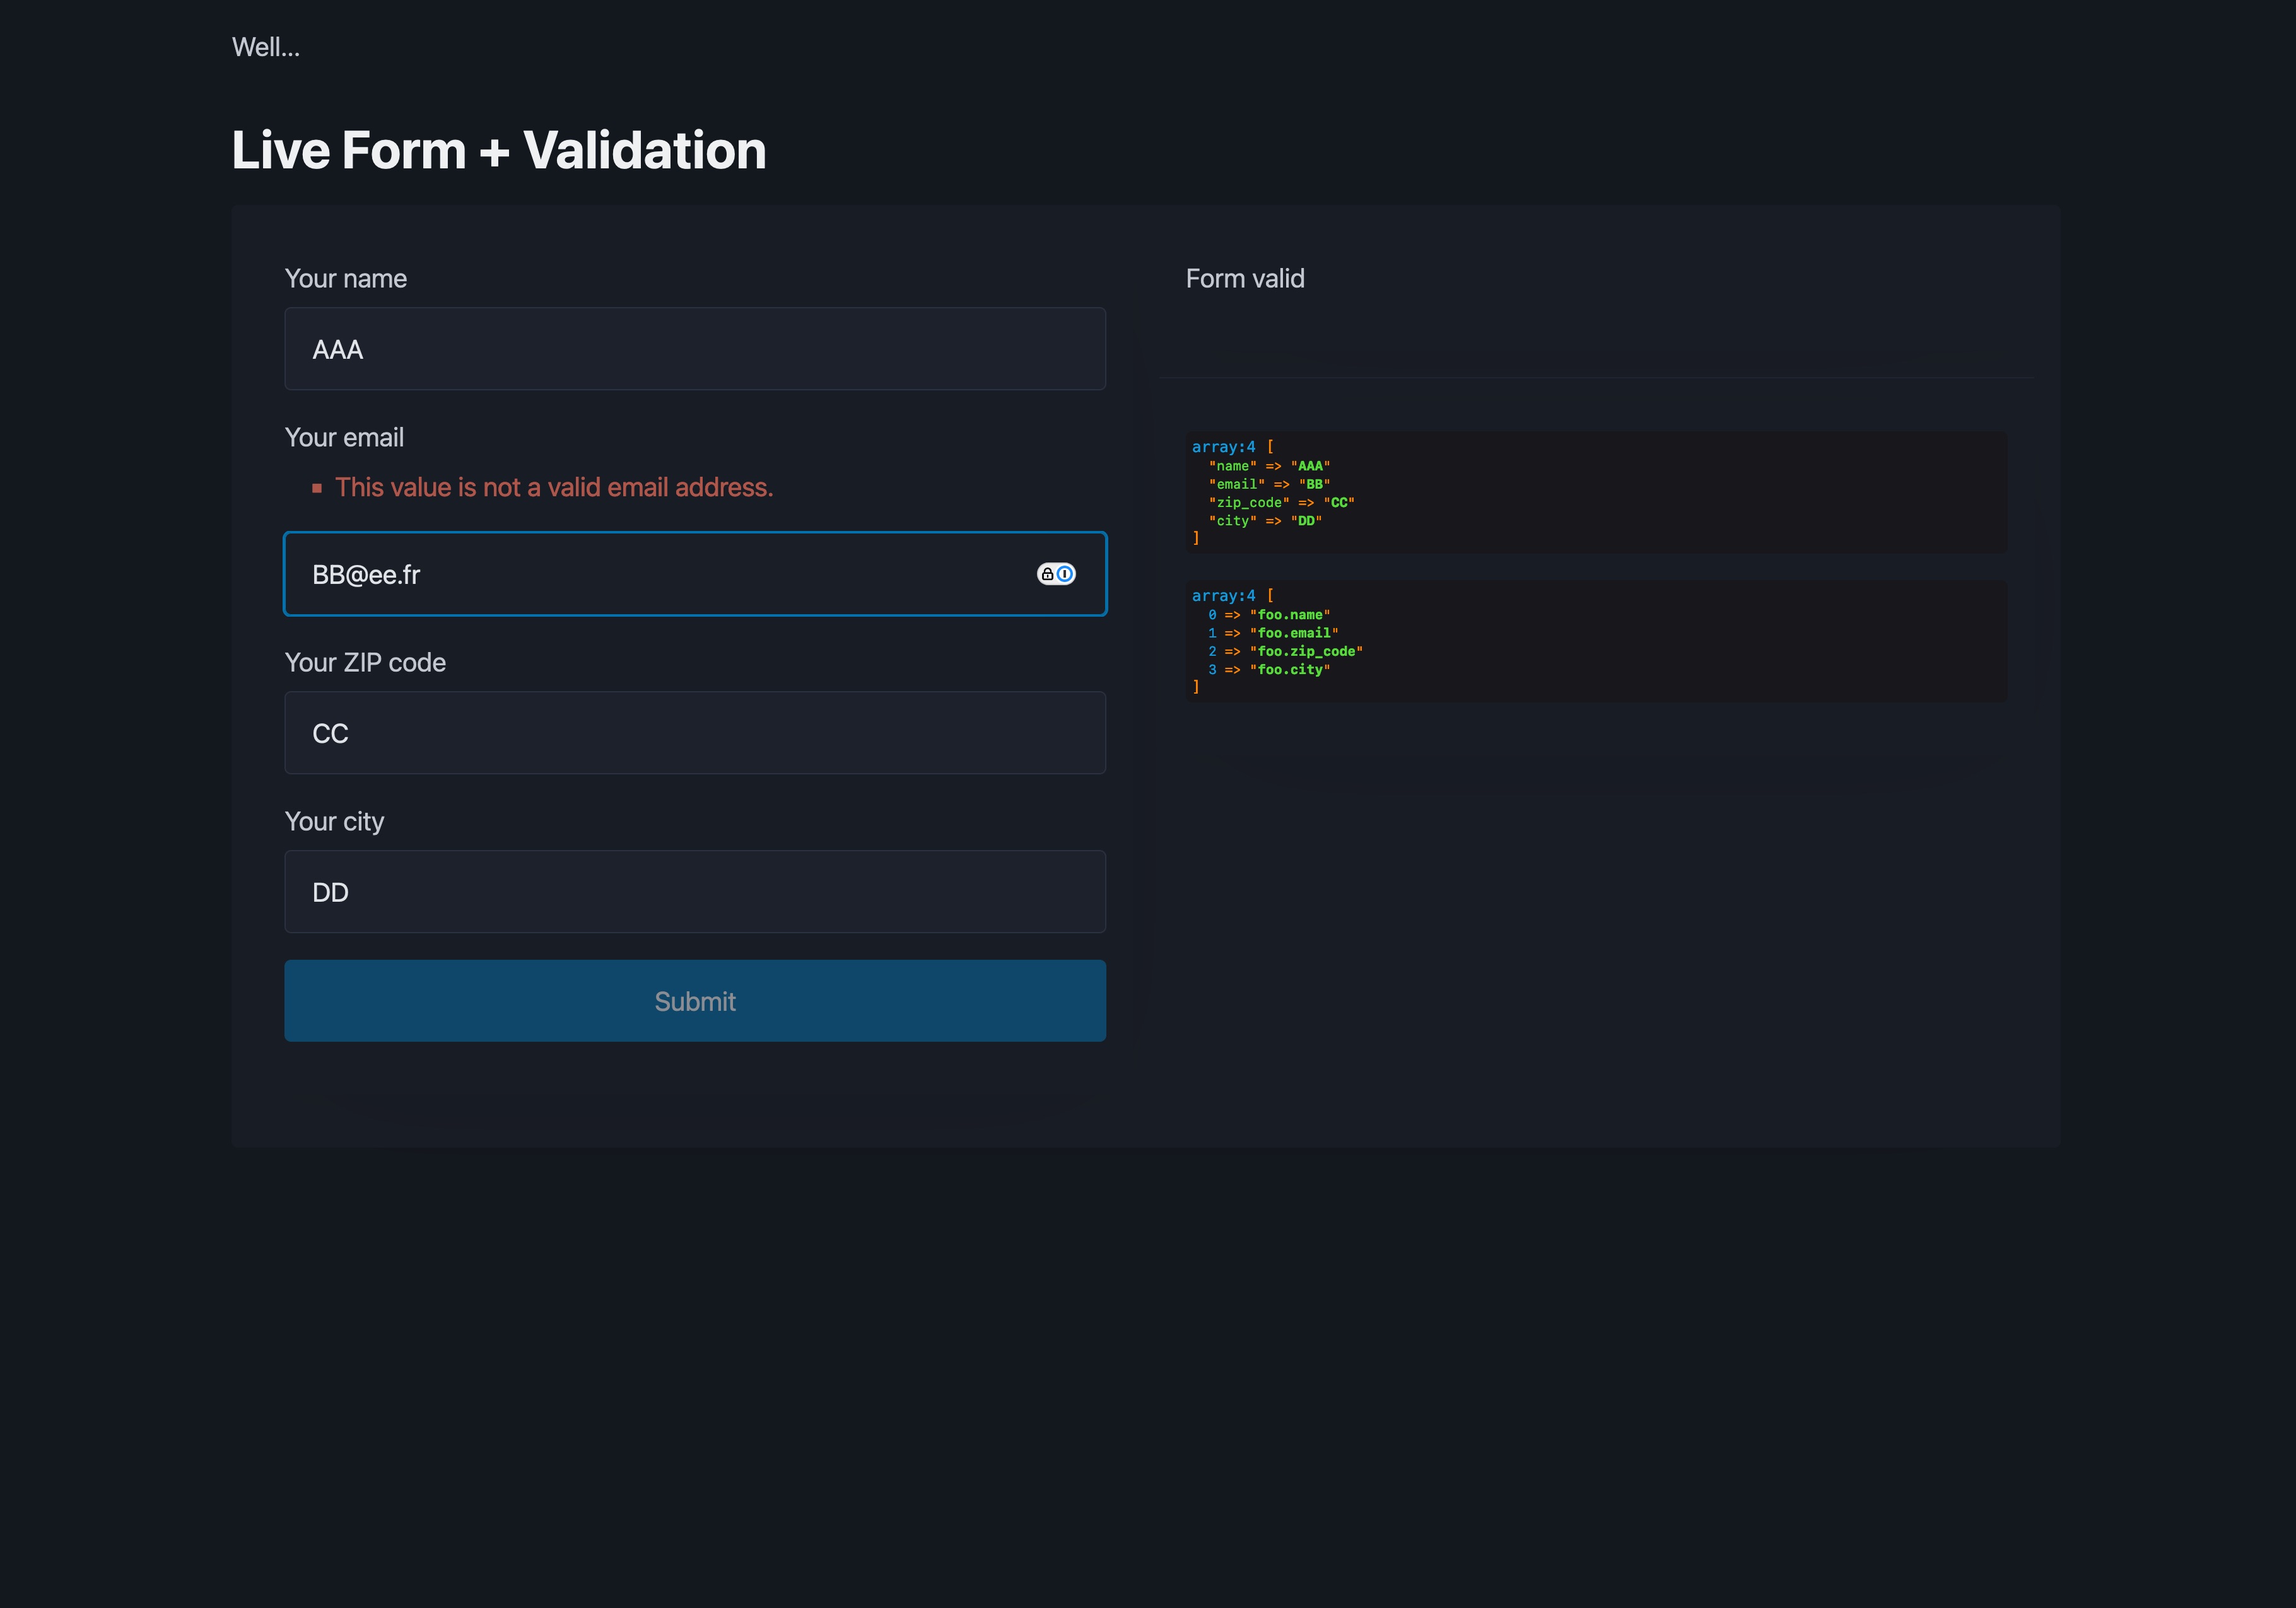 Well...
Live Form + Validation
Your name
AAA
Your email
This value is not a valid email address.
BB@ee.fr
Your ZIP code
CC
Your city
DD
Submit
Form valid
array:4 [
"name" => "AAA"
"email" => "BB"
"zip_code" => "CC"
"city" => "DD"
]
array:4 [
0 => "foo.name"
1 => "foo.email"
2 => "foo.zip_code"
3 => "foo.city"
]